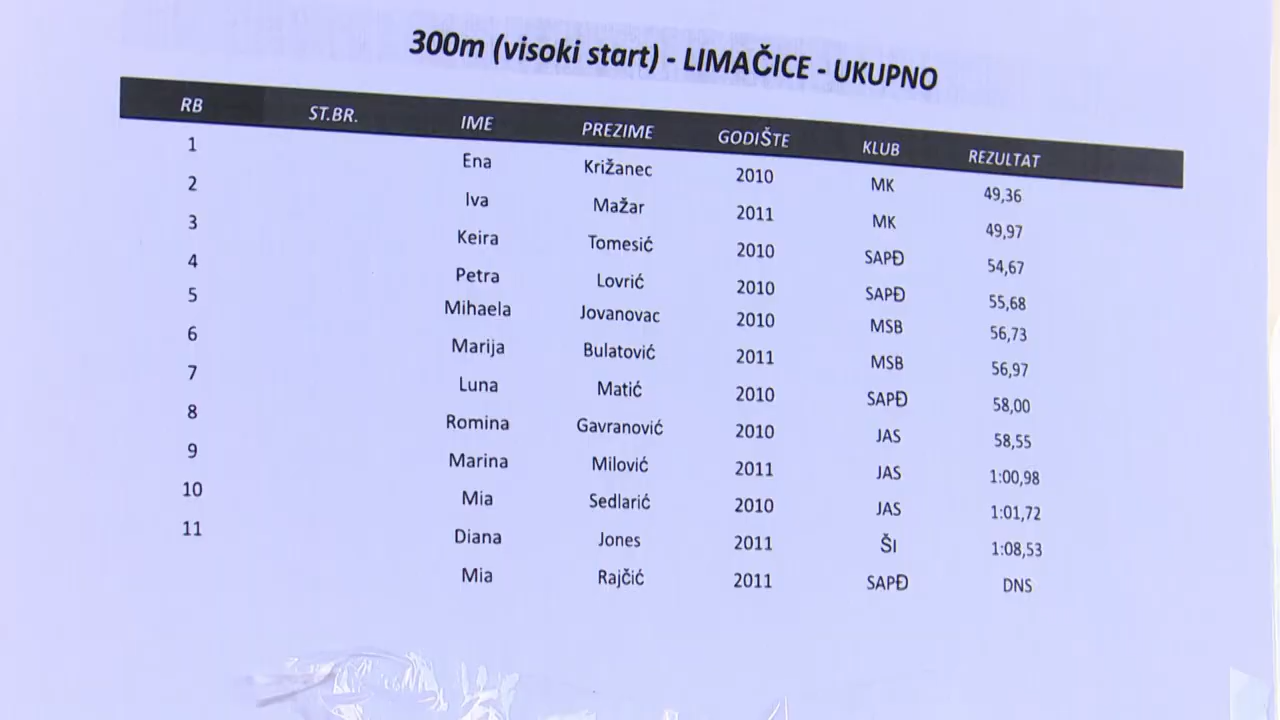 300m (visoki start) - LIMAČICE - UKUPNO
RB ST.BR. IME PREZIME GODIŠTE KLUB REZULTAT
1 Ena Križanec 2010 MK 49,36
2 Iva Mažar 2011 MK 49,97
3 Keira Tomesić 2010 SAPĐ 54,67
4 Petra Lovrić 2010 SAPĐ 55,68
5 Mihaela Jovanovac 2010 MSB 56,73
6 Marija Bulatović 2011 MSB 56,97
7 Luna Matić 2010 SAPĐ 58,00
8 Romina Gavranović 2010 JAS 58,55
9 Marina Milović 2011 JAS 1:00,98
10 Mia Sedlarić 2010 JAS 1:01,72
11 Diana Jones 2011 ŠI 1:08,53
Mia Rajčić 2011 SAPĐ DNS